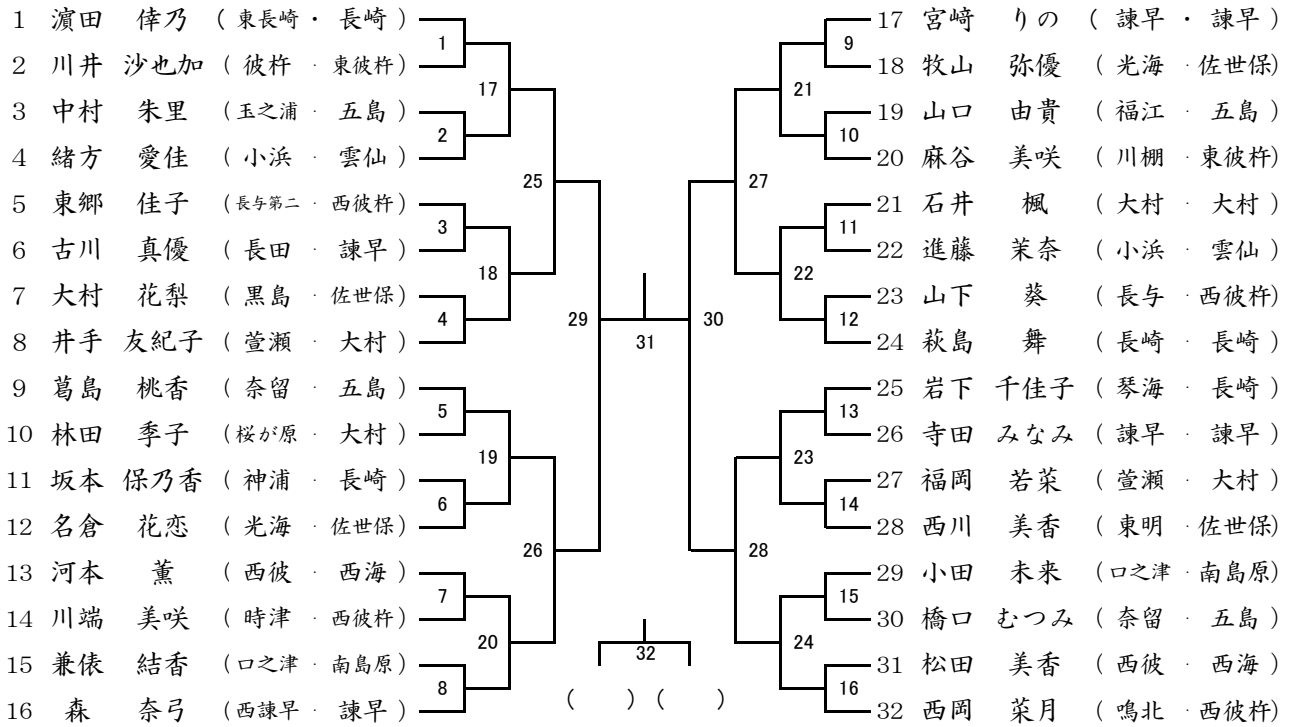 1 濵田 倖乃 ( 東長崎 ・ 長崎 )
2 川井 沙也加 ( 彼杵 ・ 東彼杵 )
3 中村 朱里 ( 玉之浦 ・ 五島 )
4 緒方 愛佳 ( 小浜 ・ 雲仙 )
5 東郷 佳子 ( 長与第二 ・ 西彼杵 )
6 古川 真優 ( 長田 ・ 諫早 )
7 大村 花梨 ( 黒島 ・ 佐世保 )
8 井手 友紀子 ( 萱瀬 ・ 大村 )
9 葛島 桃香 ( 奈留 ・ 五島 )
10 林田 季子 ( 桜が原 ・ 大村 )
11 坂本 保乃香 ( 神浦 ・ 長崎 )
12 名倉 花恋 ( 光海 ・ 佐世保 )
13 河本 薫 ( 西彼 ・ 西海 )
14 川端 美咲 ( 時津 ・ 西彼杵 )
15 兼俵 結香 ( 口之津 ・ 南島原 )
16 森 奈弓 ( 西諫早 ・ 諫早 )
1
2
3
4
5
6
7
8
17
18
19
20
25
26
29
31
32
( ) ( )
30
27
28
21
22
23
24
9
10
11
12
13
14
15
16
17 宮﨑 りの ( 諫早 ・ 諫早 )
18 牧山 弥優 ( 光海 ・ 佐世保)
19 山口 由貴 ( 福江 ・ 五島 )
20 麻谷 美咲 ( 川棚 ・ 東彼杵)
21 石井 楓 ( 大村 ・ 大村 )
22 進藤 茉奈 ( 小浜 ・ 雲仙 )
23 山下 葵 ( 長与 ・ 西彼杵)
24 萩島 舞 ( 長崎 ・ 長崎 )
25 岩下 千佳子 ( 琴海 ・ 長崎 )
26 寺田 みなみ ( 諫早 ・ 諫早 )
27 福岡 若菜 ( 萱瀬 ・ 大村 )
28 西川 美香 ( 東明 ・ 佐世保)
29 小田 未来 ( 口之津 ・ 南島原)
30 橋口 むつみ ( 奈留 ・ 五島 )
31 松田 美香 ( 西彼 ・ 西海 )
32 西岡 菜月 ( 鳴北 ・ 西彼杵)